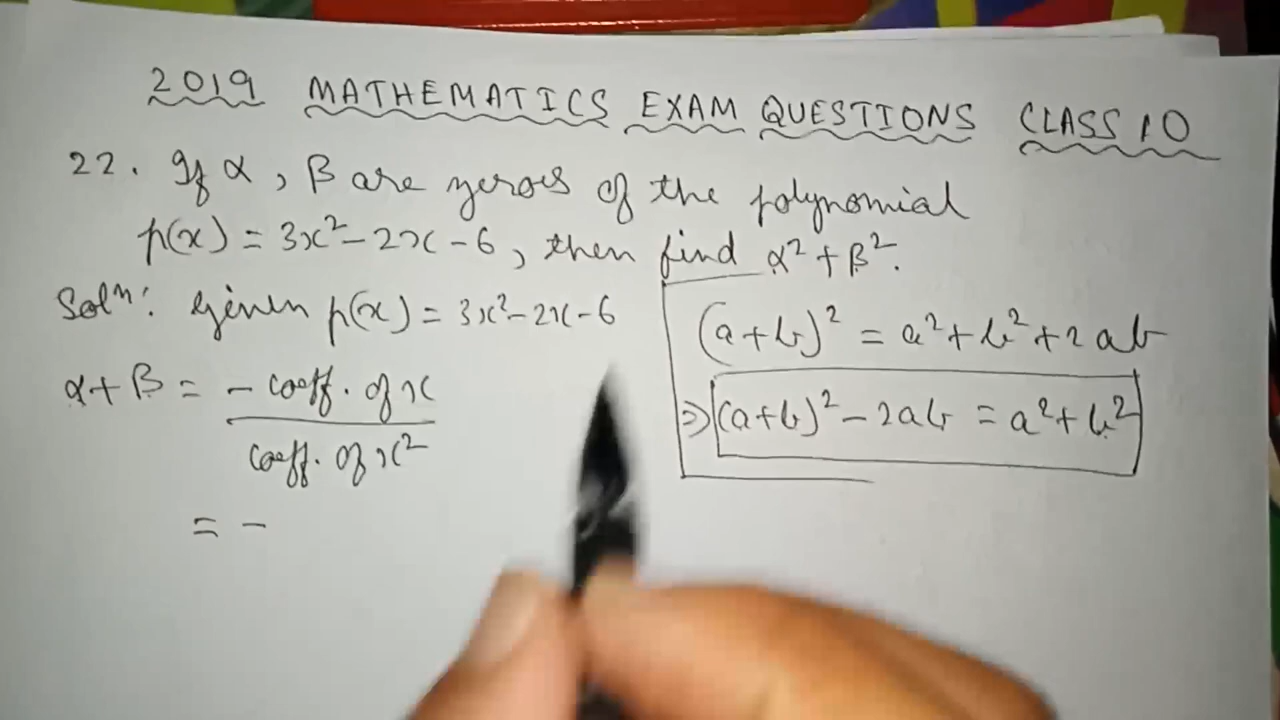 2019 MATHEMATICS EXAM QUESTIONS CLASS 10
22. If α, β are zeroes of the polynomial
p(x) = 3x² - 2x - 6, then find α² + β².
Solⁿ: Given p(x) = 3x² - 2x - 6
(a+b)² = a² + b² + 2ab
⇒ (a+b)² - 2ab = a² + b²
α + β = - coeff. of x
coeff. of x²
= -